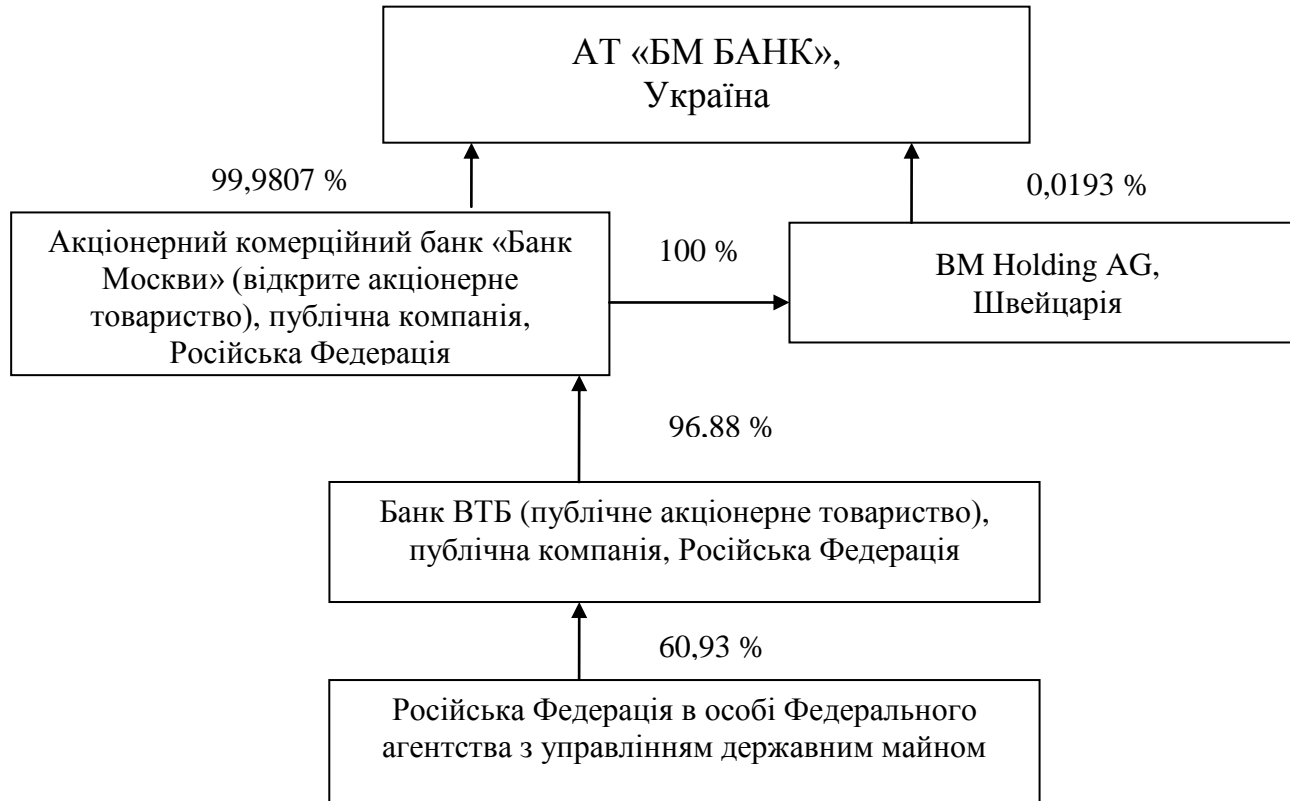 АТ «БМ БАНК»,
Україна
99,9807 %
0,0193 %
Акціонерний комерційний банк «Банк
Москви» (відкрите акціонерне
товариство), публічна компанія,
Російська Федерація
100 %
BM Holding AG,
Швейцарія
96,88 %
Банк ВТБ (публічне акціонерне товариство),
публічна компанія, Російська Федерація
60,93 %
Російська Федерація в особі Федерального
агентства з управлінням державним майном